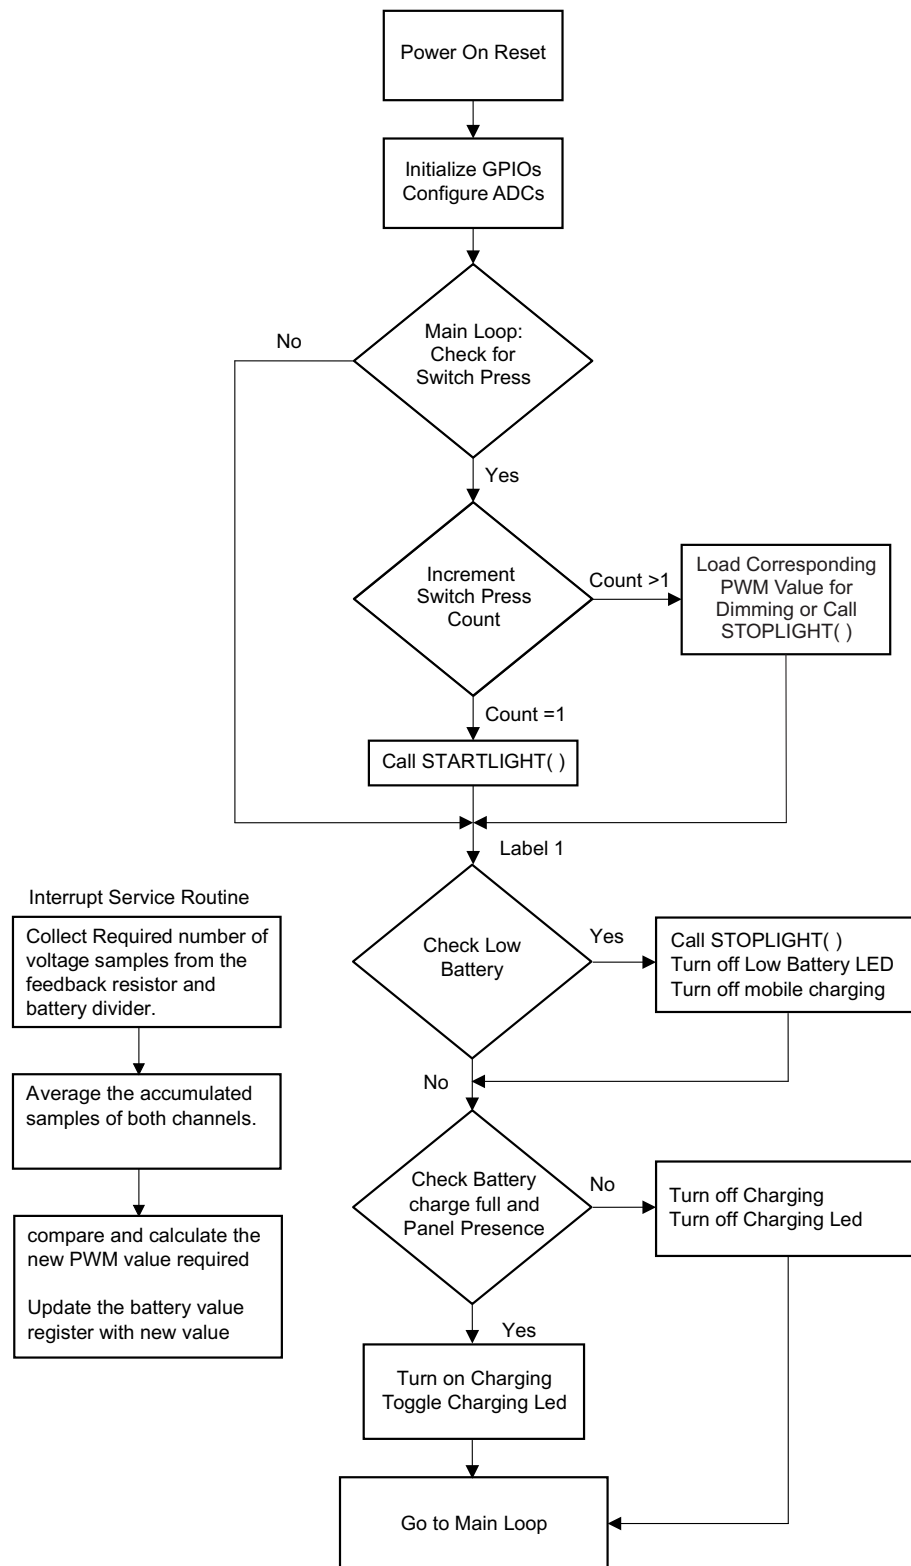 Power On Reset
Initialize GPIOs
Configure ADCs
Main Loop:
Check for
Switch Press
No
Yes
Increment
Switch Press
Count
Count >1
Load Corresponding
PWM Value for
Dimming or Call
STOPLIGHT( )
Count =1
Call STARTLIGHT( )
Label 1
Check Low
Battery
Yes
Call STOPLIGHT( )
Turn off Low Battery LED
Turn off mobile charging
No
Check Battery
charge full and
Panel Presence
No
Turn off Charging
Turn off Charging Led
Yes
Turn on Charging
Toggle Charging Led
Go to Main Loop
Interrupt Service Routine
Collect Required number of
voltage samples from the
feedback resistor and
battery divider.
Average the accumulated
samples of both channels.
compare and calculate the
new PWM value required
Update the battery value
register with new value